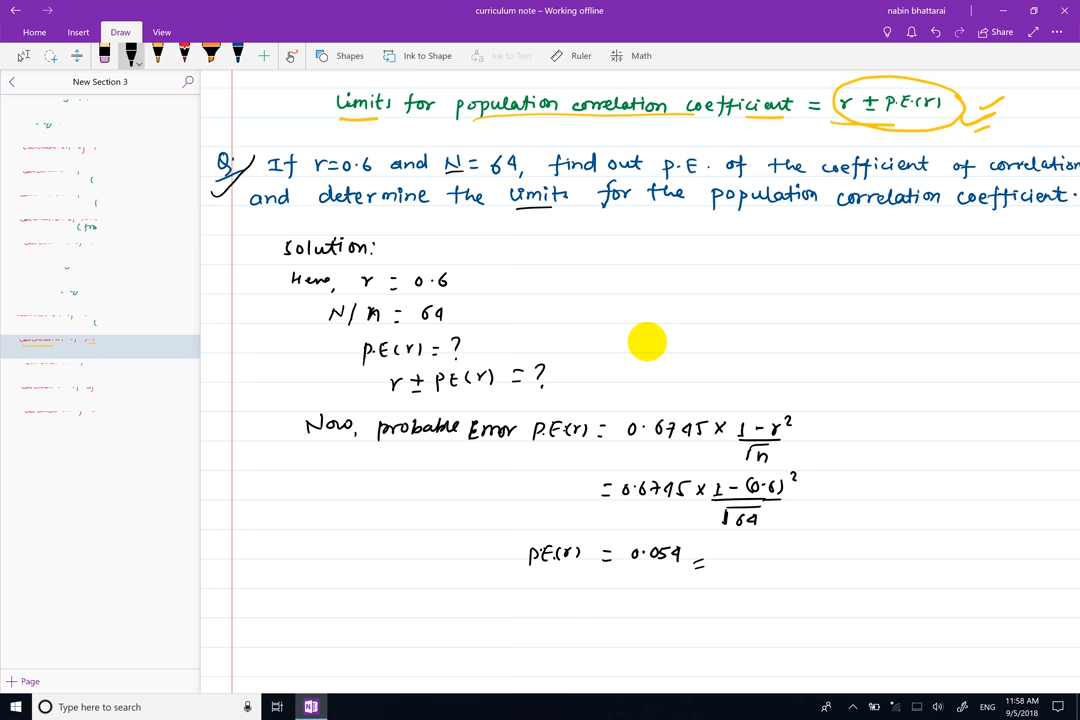 curriculum note – Working offline
nabin bhattarai
Home Insert Draw View
Share
Shapes Ink to Shape Ink to Text Ruler Math
New Section 3
Limits for population correlation coefficient = r ± P.E.(r)
Q. If r=0.6 and N= 64, find out P.E. of the coefficient of correlation
and determine the limits for the population correlation coefficient.
Solution:
Here, r = 0.6
N/n = 64
P.E(r) = ?
r ± PE(r) = ?
Now, probable Error P.E.(r) = 0.6745 × 1 - r²
√n
= 0.6745 × 1 - (0.6)²
√64
P.E.(r) = 0.054 =
+ Page
Type here to search
ENG
11:58 AM
9/5/2018